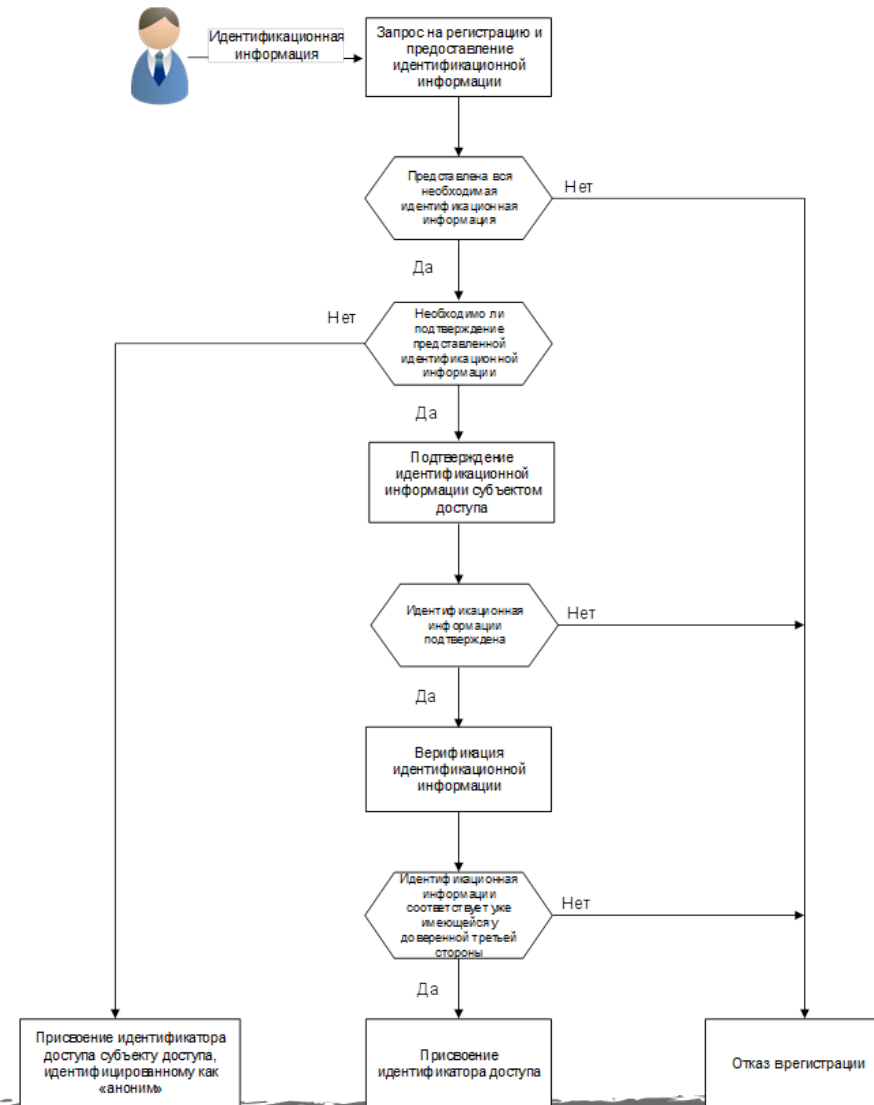 Идентификационная
информация
Запрос на регистрацию и
предоставление
идентификационной
информации
Представлена вся
необходимая
идентификационная
информация
Нет
Да
Необходимо ли
подтверждение
представленной
идентификационной
информации
Нет
Да
Подтверждение
идентификационной
информации субъектом
доступа
Идентификационная
информации
подтверждена
Нет
Да
Верификация
идентификационной
информации
Идентификационная
информации
соответствует уже
имеющейся у
доверенной третьей
стороны
Нет
Да
Присвоение идентификатора
доступа субъекту доступа,
идентифицированному как
«аноним»
Присвоение
идентификатора доступа
Отказ врегистрации